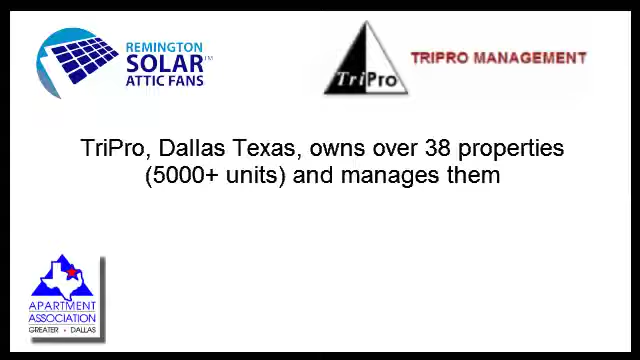 REMINGTON
SOLAR™
ATTIC FANS
TriPro
TRIPRO MANAGEMENT
TriPro, Dallas Texas, owns over 38 properties
(5000+ units) and manages them
APARTMENT
ASSOCIATION
GREATER • DALLAS